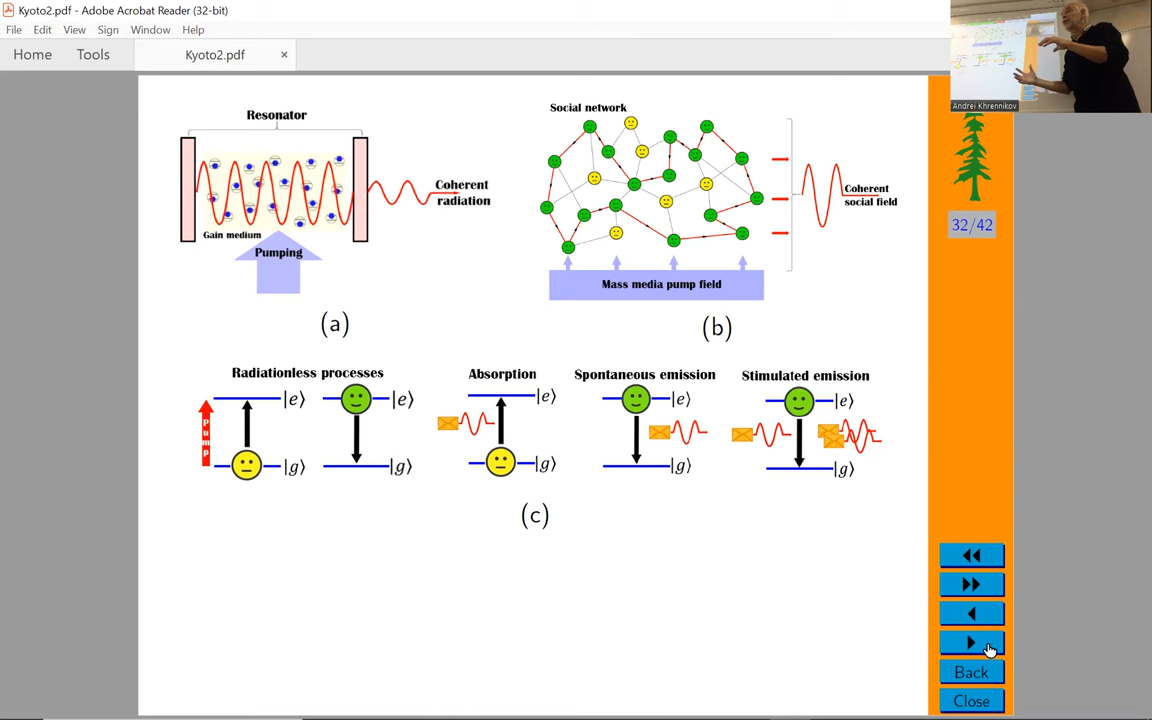 Kyoto2.pdf - Adobe Acrobat Reader (32-bit)
File Edit View Sign Window Help
Home Tools Kyoto2.pdf ×
Andrei Khrennikov
Resonator
Gain medium
Pumping
Coherent
radiation
(a)
Social network
Mass media pump field
Coherent
social field
(b)
32/42
Radiationless processes
Pump
|e⟩
|g⟩
|e⟩
|g⟩
Absorption
|e⟩
|g⟩
Spontaneous emission
|e⟩
|g⟩
Stimulated emission
|e⟩
|g⟩
(c)
Back
Close